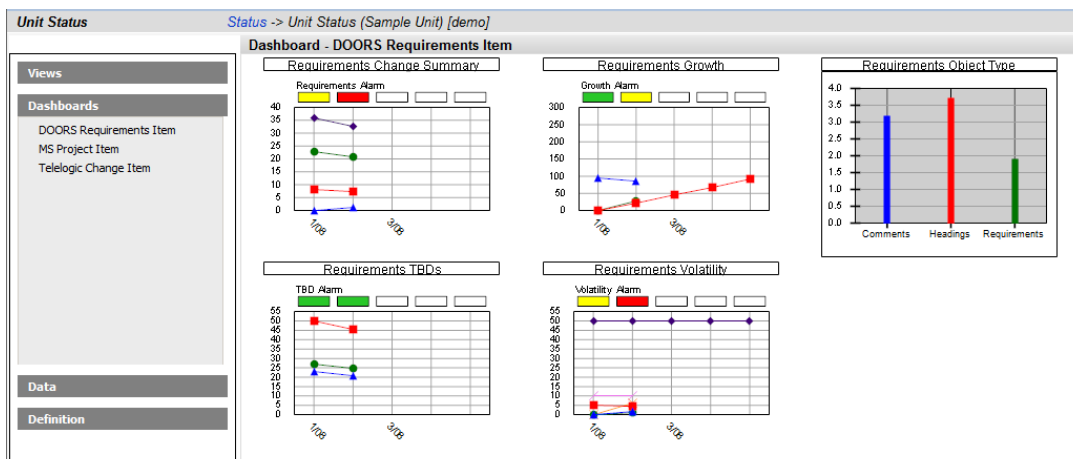 Unit Status
Status -> Unit Status (Sample Unit) [demo]
Dashboard - DOORS Requirements Item
Views
Dashboards
DOORS Requirements Item
MS Project Item
Telelogic Change Item
Data
Definition
Requirements Change Summary
Requirements Alarm
40
35
30
25
20
15
10
5
0
1/08
3/08
Requirements Growth
Growth Alarm
300
250
200
150
100
50
0
1/08
3/08
Requirements Object Type
4.0
3.5
3.0
2.5
2.0
1.5
1.0
0.5
0.0
Comments Headings Requirements
Requirements TBDs
TBD Alarm
55
50
45
40
35
30
25
20
15
10
5
0
1/08
3/08
Requirements Volatility
Volatility Alarm
55
50
45
40
35
30
25
20
15
10
5
0
1/08
3/08